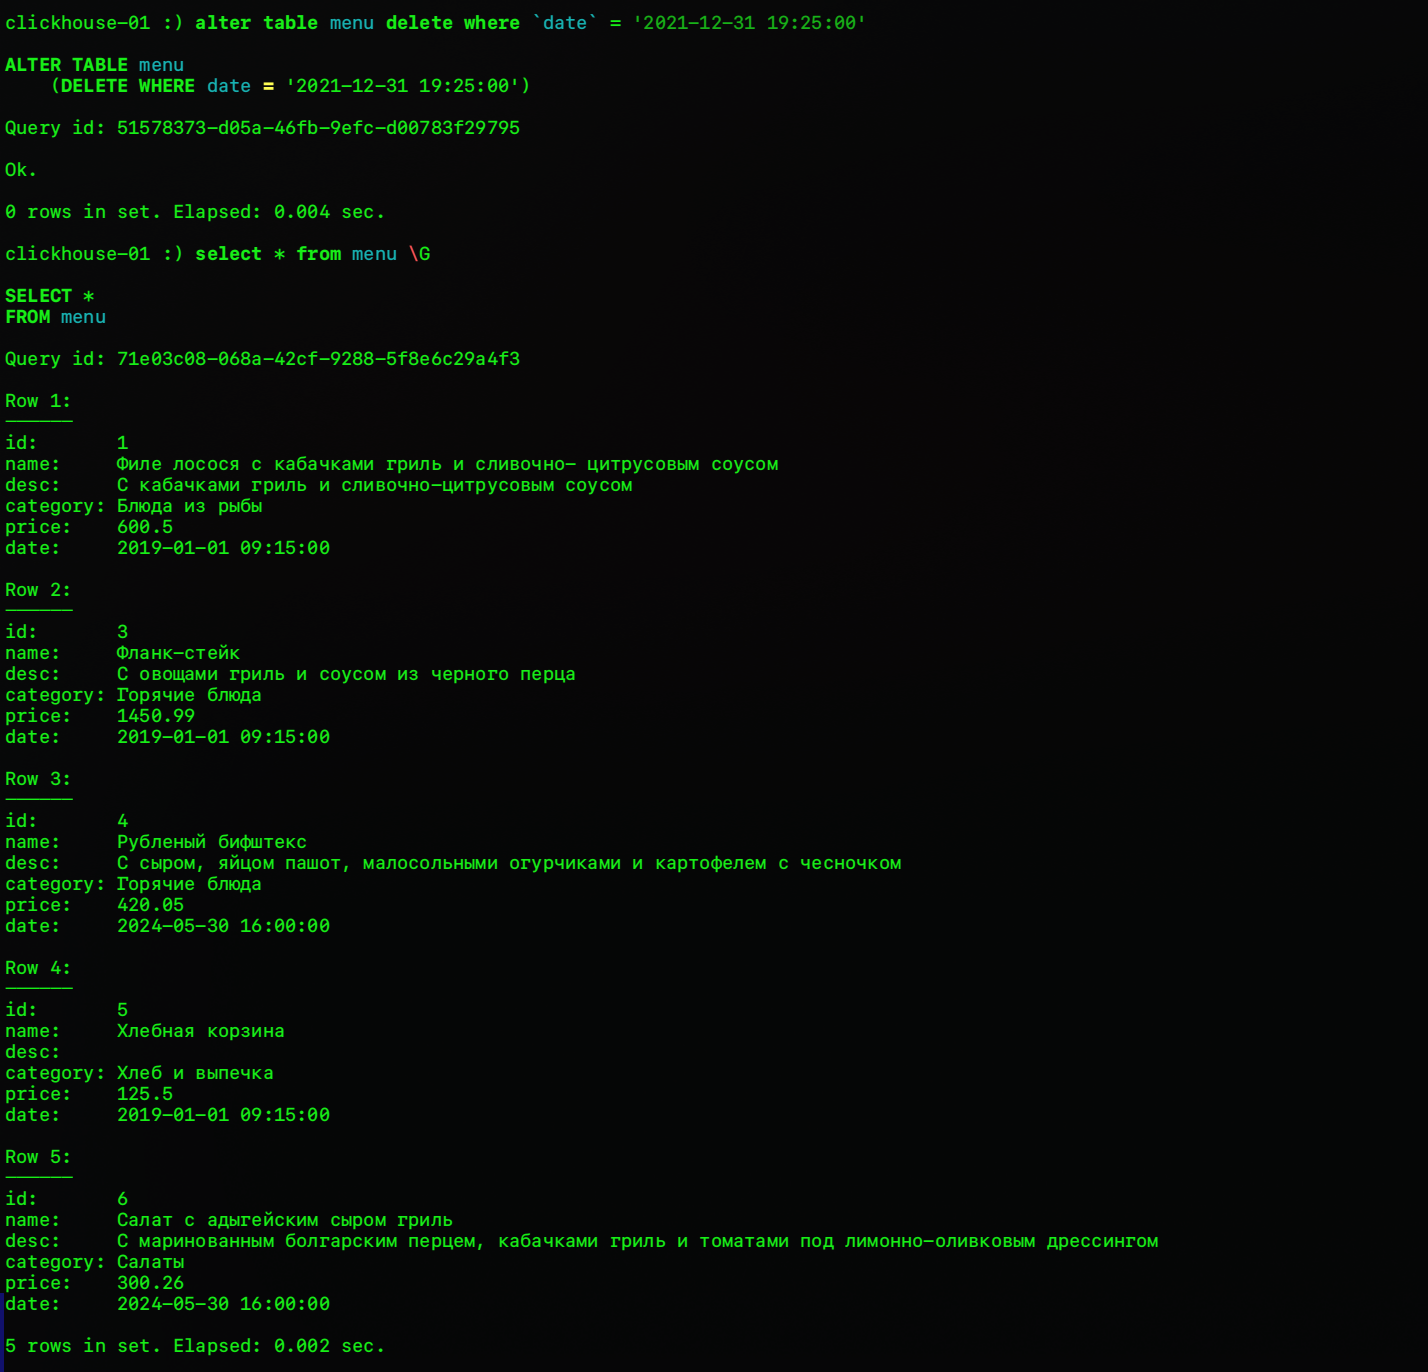 clickhouse-01 :) alter table menu delete where `date` = '2021-12-31 19:25:00'
ALTER TABLE menu
(DELETE WHERE date = '2021-12-31 19:25:00')
Query id: 51578373-d05a-46fb-9efc-d00783f29795
Ok.
0 rows in set. Elapsed: 0.004 sec.
clickhouse-01 :) select * from menu \G
SELECT *
FROM menu
Query id: 71e03c08-068a-42cf-9288-5f8e6c29a4f3
Row 1:
──────
id:       1
name:     Филе лосося с кабачками гриль и сливочно- цитрусовым соусом
desc:     С кабачками гриль и сливочно-цитрусовым соусом
category: Блюда из рыбы
price:    600.5
date:     2019-01-01 09:15:00
Row 2:
──────
id:       3
name:     Фланк-стейк
desc:     С овощами гриль и соусом из черного перца
category: Горячие блюда
price:    1450.99
date:     2019-01-01 09:15:00
Row 3:
──────
id:       4
name:     Рубленый бифштекс
desc:     С сыром, яйцом пашот, малосольными огурчиками и картофелем с чесночком
category: Горячие блюда
price:    420.05
date:     2024-05-30 16:00:00
Row 4:
──────
id:       5
name:     Хлебная корзина
desc:
category: Хлеб и выпечка
price:    125.5
date:     2019-01-01 09:15:00
Row 5:
──────
id:       6
name:     Салат с адыгейским сыром гриль
desc:     С маринованным болгарским перцем, кабачками гриль и томатами под лимонно-оливковым дрессингом
category: Салаты
price:    300.26
date:     2024-05-30 16:00:00
5 rows in set. Elapsed: 0.002 sec.